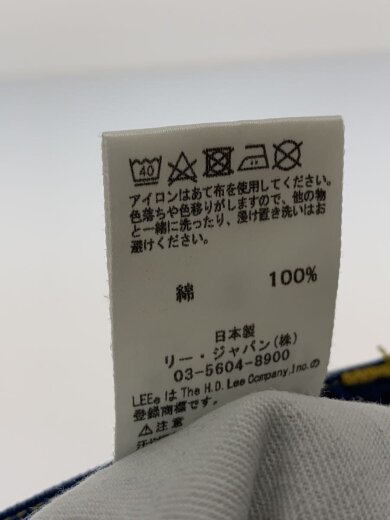 40
アイロンはあて布を使用してください。
色落ちや色移りがしますので、他の物
と一緒に洗ったり、浸け置き洗いはお
避けください。
綿 100%
日本製
リー・ジャパン(株)
03-5604-8900
LEE® は The H.D. Lee Company,Inc.の
登録商標です。
⚠注意